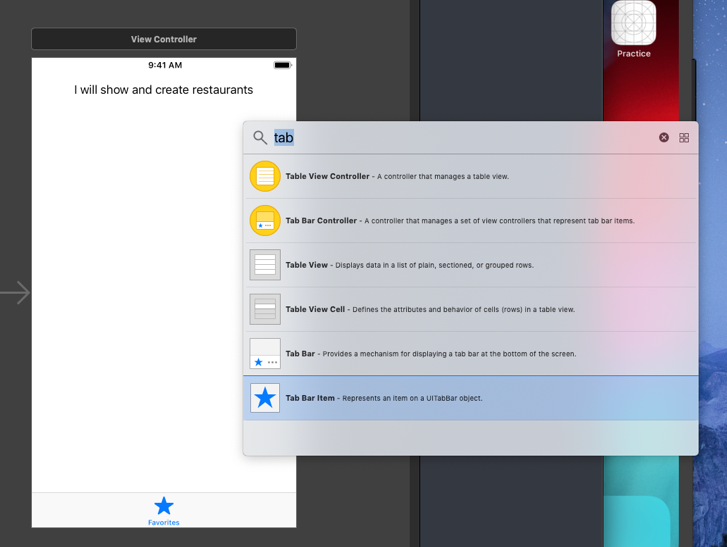 Practice
View Controller
9:41 AM
I will show and create restaurants
tab
Table View Controller - A controller that manages a table view.
Tab Bar Controller - A controller that manages a set of view controllers that represent tab bar items.
Table View - Displays data in a list of plain, sectioned, or grouped rows.
Table View Cell - Defines the attributes and behavior of cells (rows) in a table view.
Tab Bar - Provides a mechanism for displaying a tab bar at the bottom of the screen.
Tab Bar Item - Represents an item on a UITabBar object.
Favorites